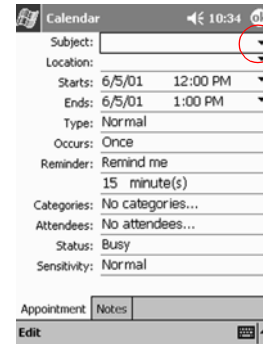 Calendar 10:34 ok
Subject:
Location:
Starts: 6/5/01 12:00 PM
Ends: 6/5/01 1:00 PM
Type: Normal
Occurs: Once
Reminder: Remind me
15 minute(s)
Categories: No categories...
Attendees: No attendees...
Status: Busy
Sensitivity: Normal
Appointment Notes
Edit